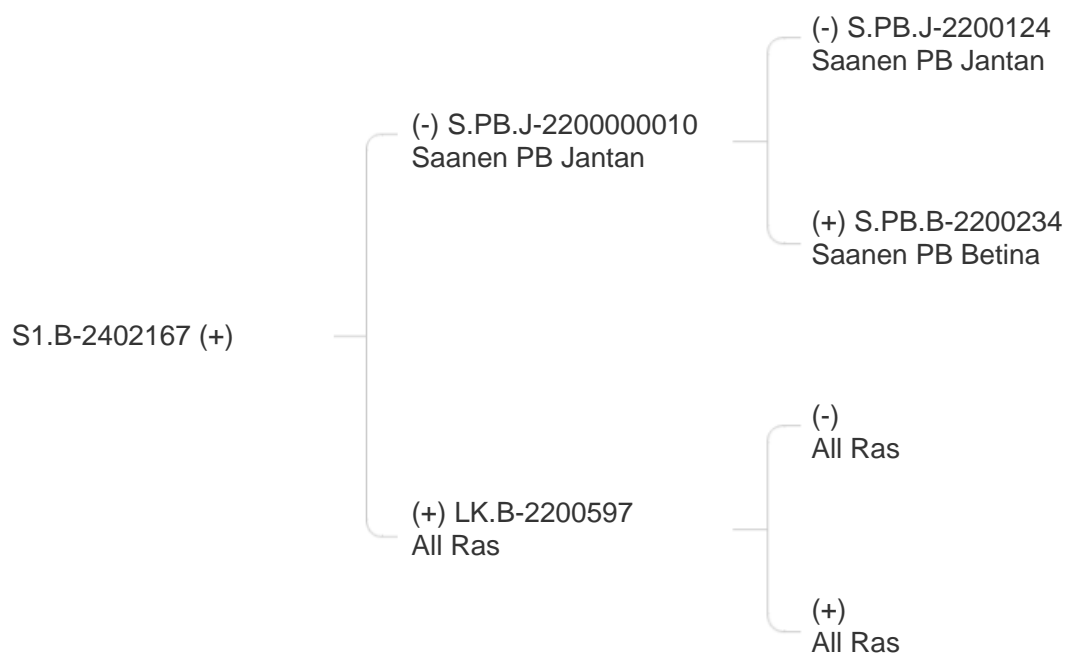 (-) S.PB.J-2200124
Saanen PB Jantan
(-) S.PB.J-2200000010
Saanen PB Jantan
(+) S.PB.B-2200234
Saanen PB Betina
S1.B-2402167 (+)
(-)
All Ras
(+) LK.B-2200597
All Ras
(+)
All Ras